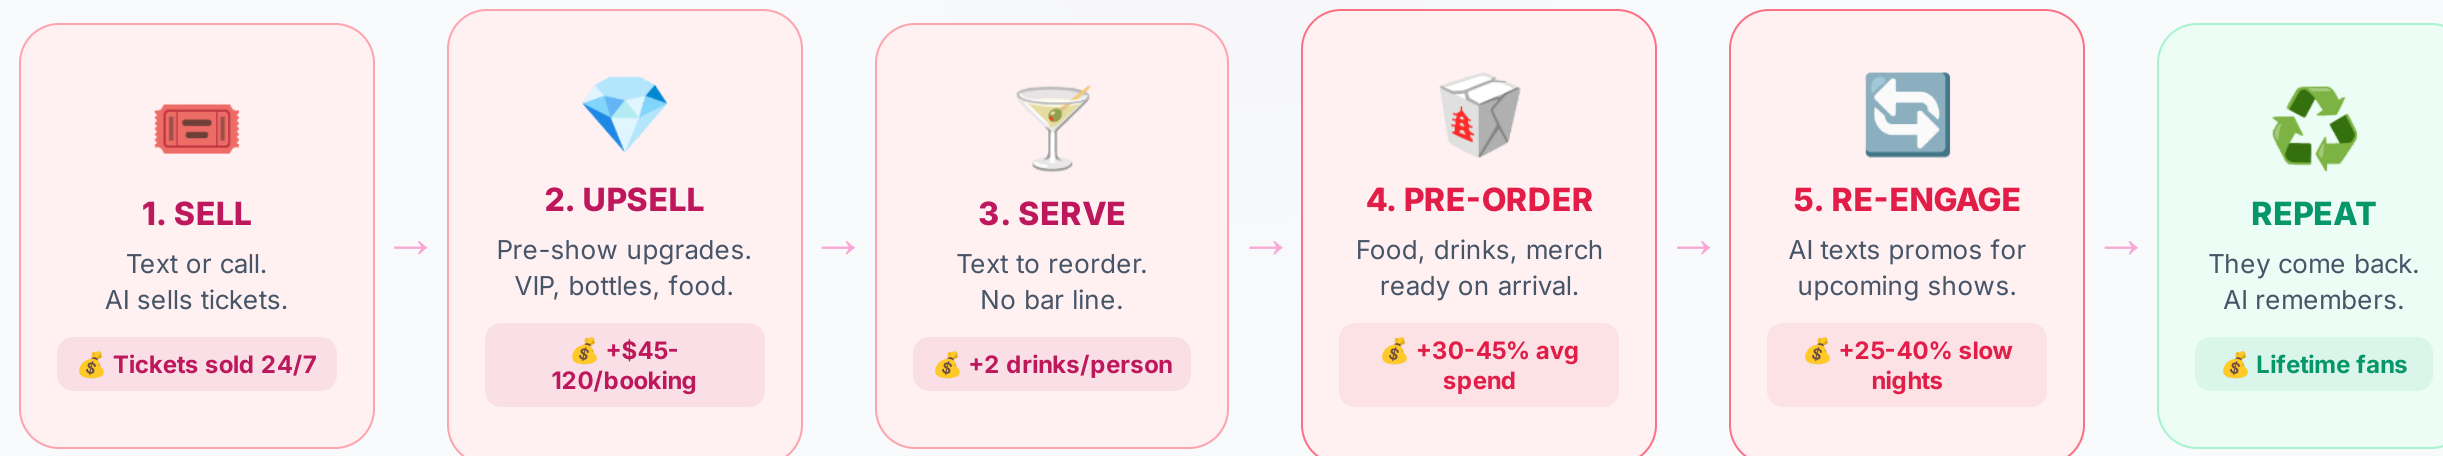 1. SELL
Text or call.
AI sells tickets.
💰 Tickets sold 24/7
→
2. UPSELL
Pre-show upgrades.
VIP, bottles, food.
💰 +$45-
120/booking
→
3. SERVE
Text to reorder.
No bar line.
💰 +2 drinks/person
→
4. PRE-ORDER
Food, drinks, merch
ready on arrival.
💰 +30-45% avg
spend
→
5. RE-ENGAGE
AI texts promos for
upcoming shows.
💰 +25-40% slow
nights
→
REPEAT
They come back.
AI remembers.
💰 Lifetime fans